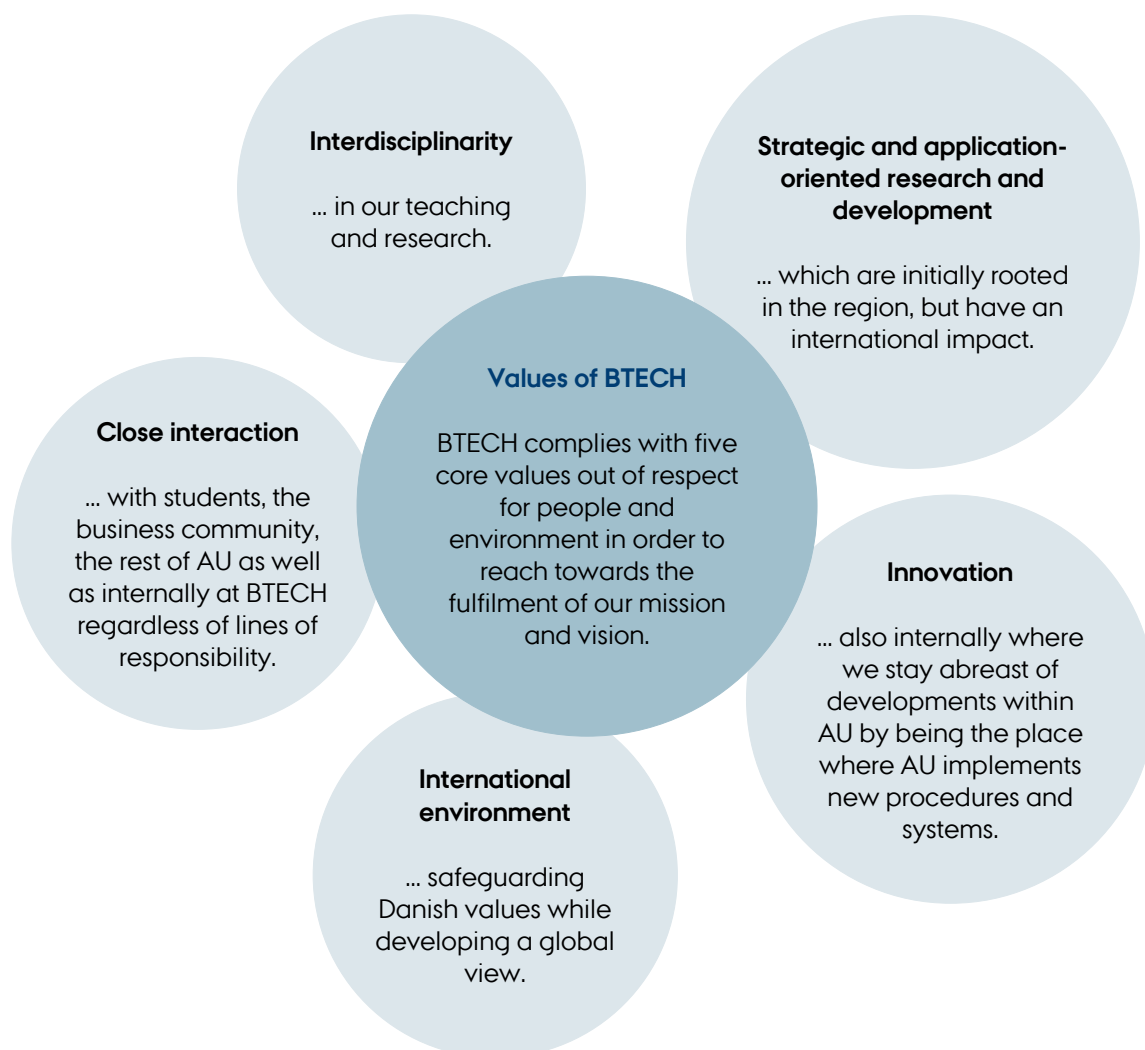 Interdisciplinarity
... in our teaching
and research.
Strategic and application-
oriented research and
development
... which are initially rooted
in the region, but have an
international impact.
Values of BTECH
BTECH complies with five
core values out of respect
for people and
environment in order to
reach towards the
fulfilment of our mission
and vision.
Close interaction
... with students, the
business community,
the rest of AU as well
as internally at BTECH
regardless of lines of
responsibility.
Innovation
... also internally where
we stay abreast of
developments within
AU by being the place
where AU implements
new procedures and
systems.
International
environment
... safeguarding
Danish values while
developing a global
view.